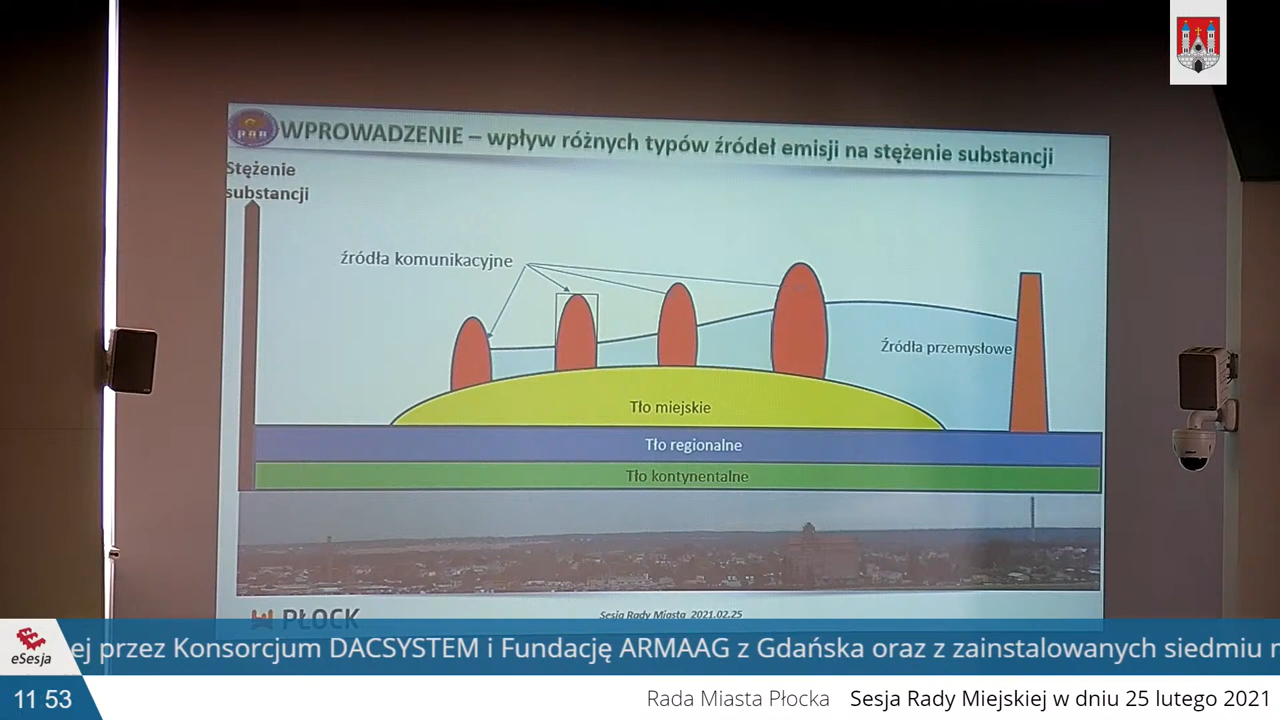 WPROWADZENIE – wpływ różnych typów źródeł emisji na stężenie substancji
Stężenie
substancji
źródła komunikacyjne
Źródła przemysłowe
Tło miejskie
Tło regionalne
Tło kontynentalne
PŁOCK
Sesja Rady Miasta 2021.02.25
eSesja
ej przez Konsorcjum DACSYSTEM i Fundację ARMAAG z Gdańska oraz z zainstalowanych siedmiu
11 53
Rada Miasta Płocka Sesja Rady Miejskiej w dniu 25 lutego 2021